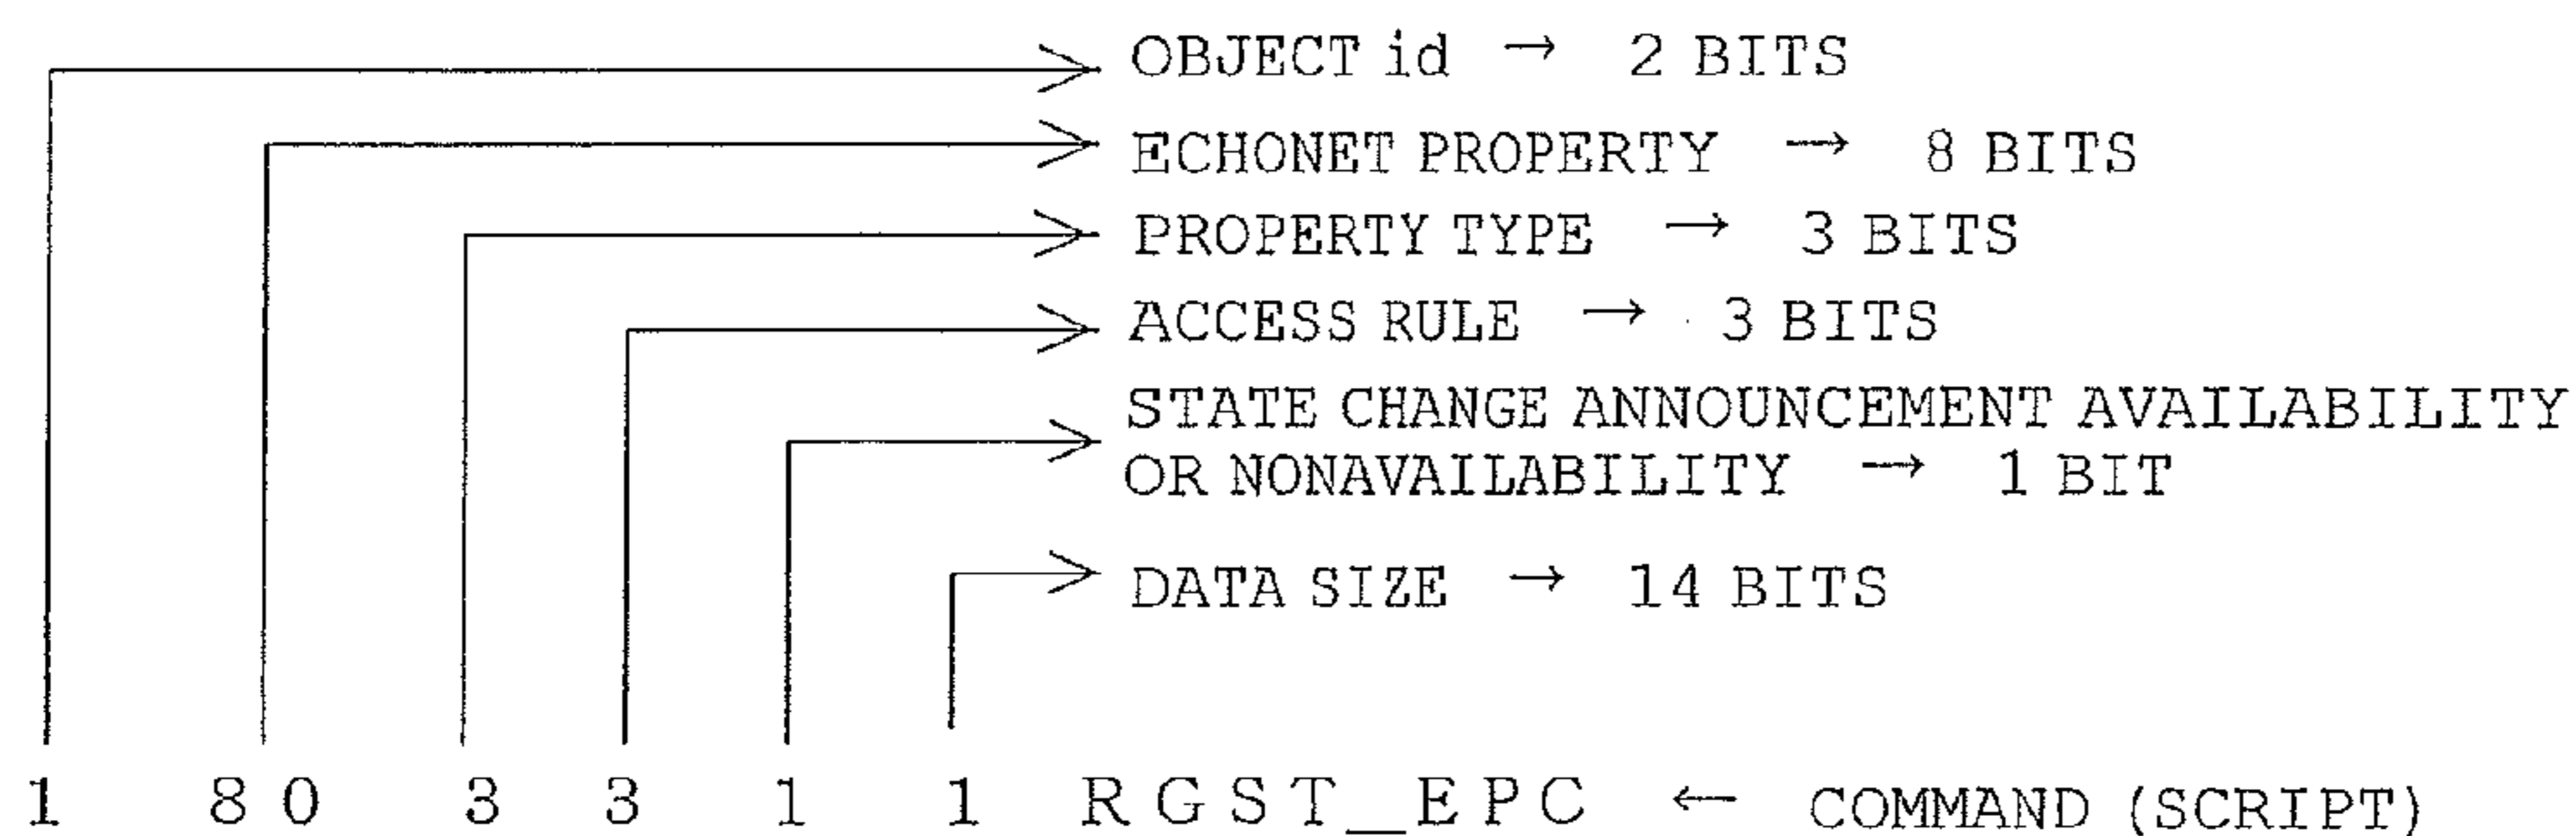 OBJECT id → 2 BITS
ECHONET PROPERTY → 8 BITS
PROPERTY TYPE → 3 BITS
ACCESS RULE → 3 BITS
STATE CHANGE ANNOUNCEMENT AVAILABILITY
OR NONAVAILABILITY → 1 BIT
DATA SIZE → 14 BITS
1 80 3 3 1 1 RGST_EPC ← COMMAND (SCRIPT)